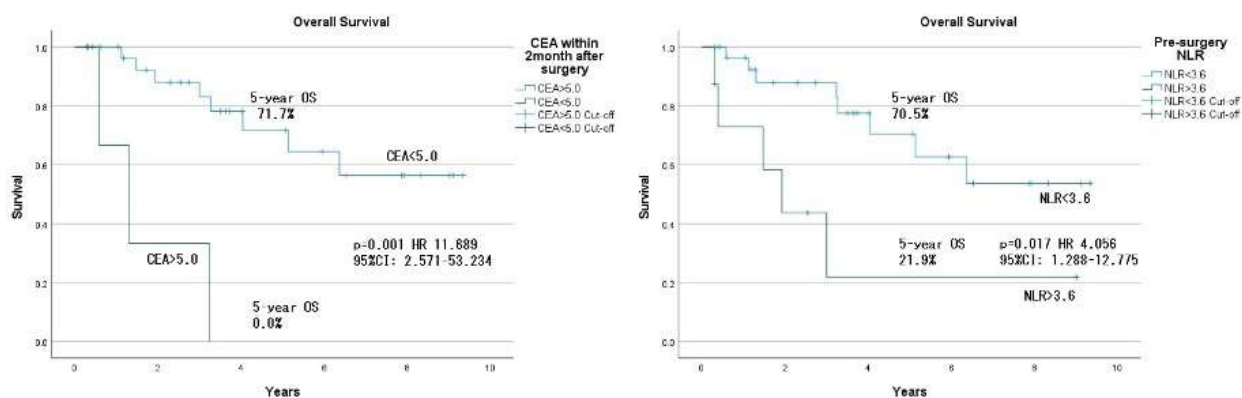 Overall Survival
CEA within
2month after
surgery
CEA>5.0
CEA<5.0
CEA>5.0 Cut-off
CEA<5.0 Cut-off
1.0
0.8
0.6
0.4
0.2
0.0
Survival
5-year OS
71.7%
CEA<5.0
p=0.001 HR 11.689
95%CI: 2.571-53.234
CEA>5.0
5-year OS
0.0%
0
2
4
6
8
10
Years
Overall Survival
Pre-surgery
NLR
NLR<3.6
NLR>3.6
NLR<3.6 Cut-off
NLR>3.6 Cut-off
1.0
0.8
0.6
0.4
0.2
0.0
Survival
5-year OS
70.5%
NLR<3.6
5-year OS
21.9%
p=0.017 HR 4.056
95%CI: 1.288-12.775
NLR>3.6
0
2
4
6
8
10
Years